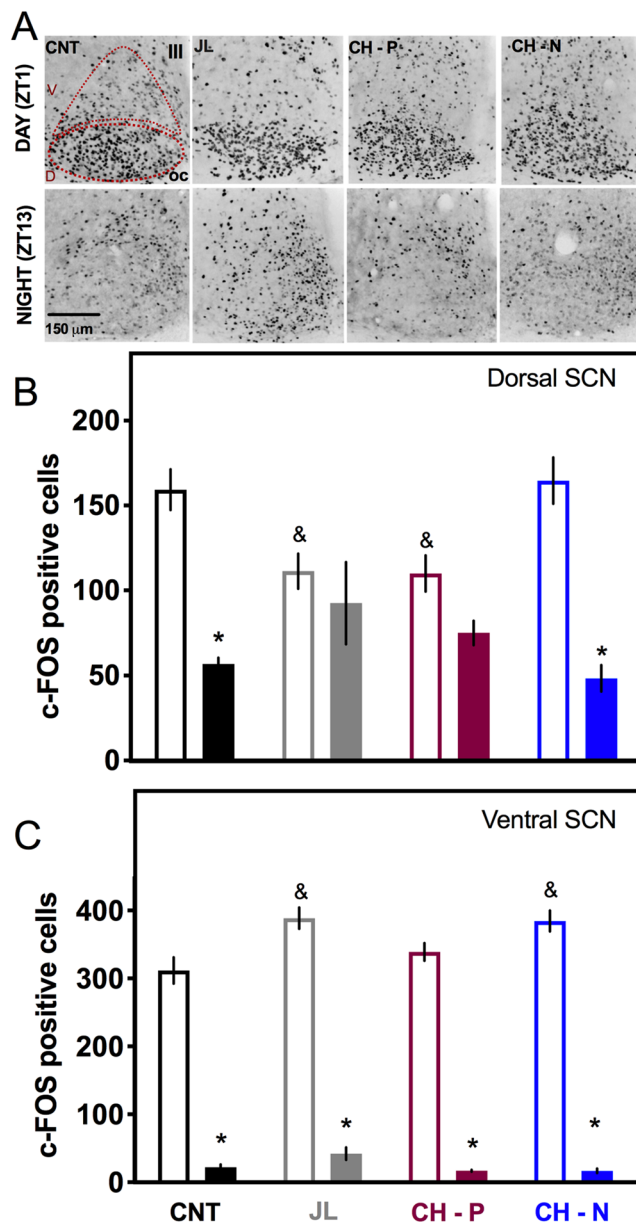 A
CNT
III
JL
CH - P
CH - N
DAY (ZT1)
V
D
oc
NIGHT (ZT13)
150 µm
B
Dorsal SCN
c-FOS positive cells
200
150
100
50
0
*
&
&
*
C
Ventral SCN
c-FOS positive cells
400
300
200
100
0
*
&
*
*
&
*
CNT
JL
CH - P
CH - N